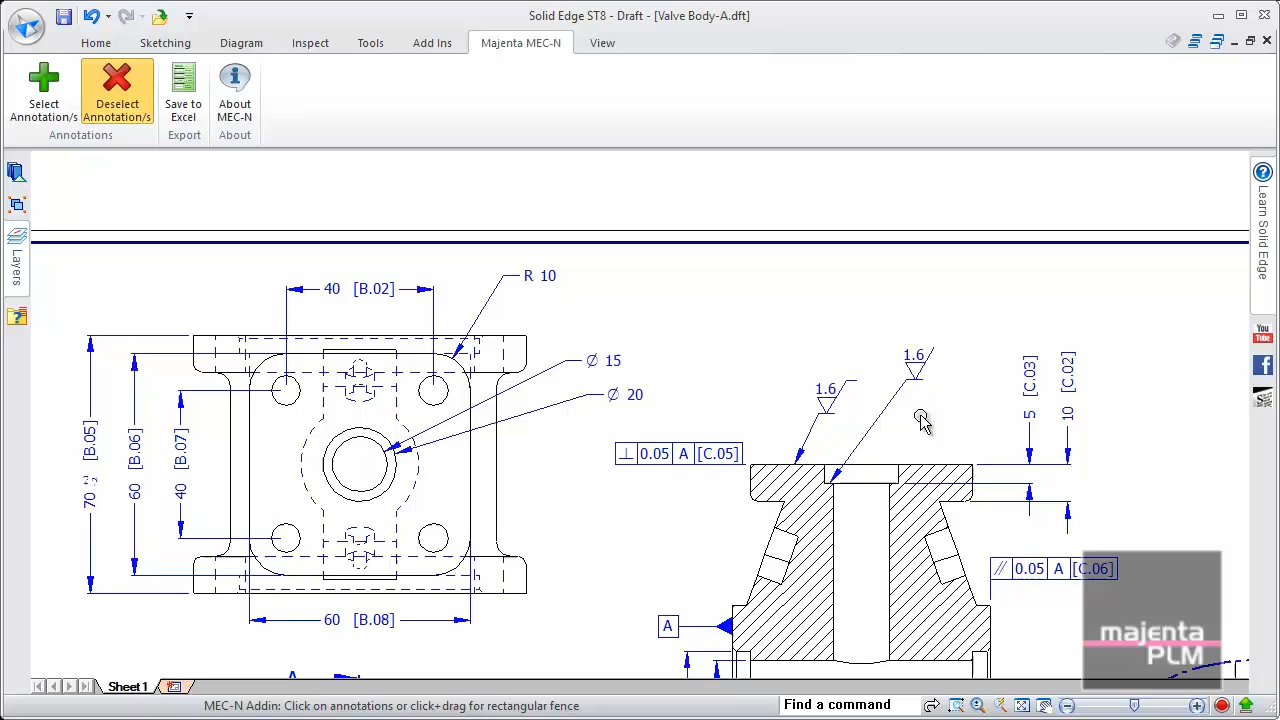 Solid Edge ST8 - Draft - [Valve Body-A.dft]
Home
Sketching
Diagram
Inspect
Tools
Add Ins
Majenta MEC-N
View
Select
Annotation/s
Deselect
Annotation/s
Save to
Excel
About
MEC-N
Annotations
Export
About
Layers
Learn Solid Edge
You
Tube
R 10
40 [B.02]
Ø 15
Ø 20
70 [B.05]
60 [B.06]
40 [B.07]
60 [B.08]
1.6
1.6
5 [C.03]
10 [C.02]
⊥ 0.05 A [C.05]
// 0.05 A [C.06]
A
A
majenta
PLM
Sheet1
MEC-N Addin: Click on annotations or click+drag for rectangular fence
Find a command